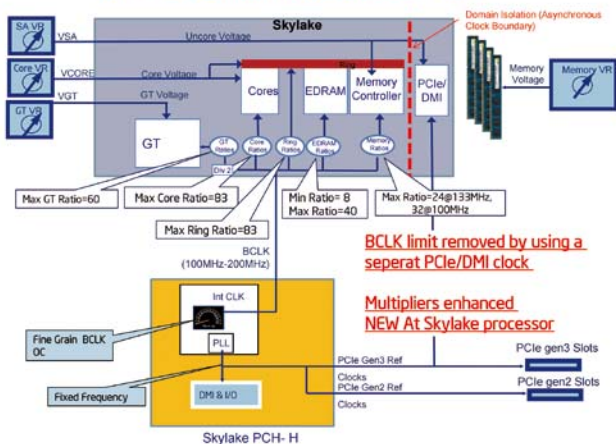 Skylake
Domain Isolation (Asynchronous
Clock Boundary)
SA VR
VSA
Uncore Voltage
Core VR
VCORE
Core Voltage
Ring
GT VR
VGT
GT Voltage
Cores
EDRAM
Memory
Controller
PCIe/
DMI
Memory
Voltage
Memory VR
GT
GT
Ratios
Core
Ratios
Ring
Ratios
EDRAM
Ratios
Memory
Ratios
Div 2
Max GT Ratio=60
Max Core Ratio=83
Max Ring Ratio=83
Min Ratio= 8
Max Ratio=40
Max Ratio=24@133MHz,
32@100MHz
BCLK
(100MHz-200MHz)
BCLK limit removed by using a
seperat PCIe/DMI clock
Multipliers enhanced
NEW At Skylake processor
Int CLK
Fine Grain BCLK
OC
PLL
Fixed Frequency
DMI & I/O
PCIe Gen3 Ref
Clocks
PCIe Gen2 Ref
Clocks
PCIe gen3 Slots
PCIe gen2 Slots
Skylake PCH- H